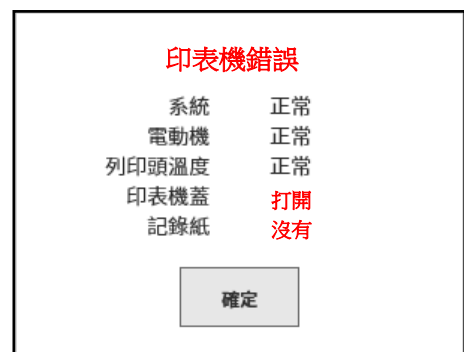 印表機錯誤
系統 正常
電動機 正常
列印頭溫度 正常
印表機蓋 打開
記錄紙 沒有
確定